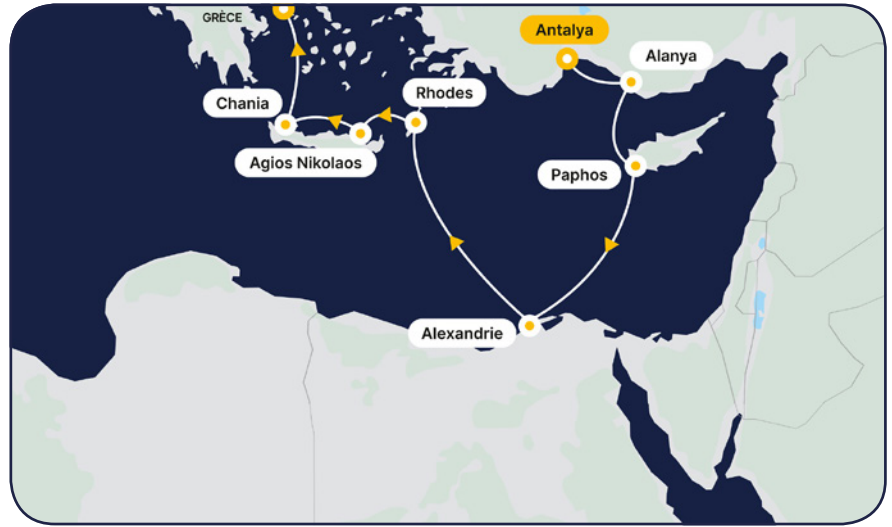 GRÈCE
Antalya
Alanya
Rhodes
Chania
Agios Nikolaos
Paphos
Alexandrie